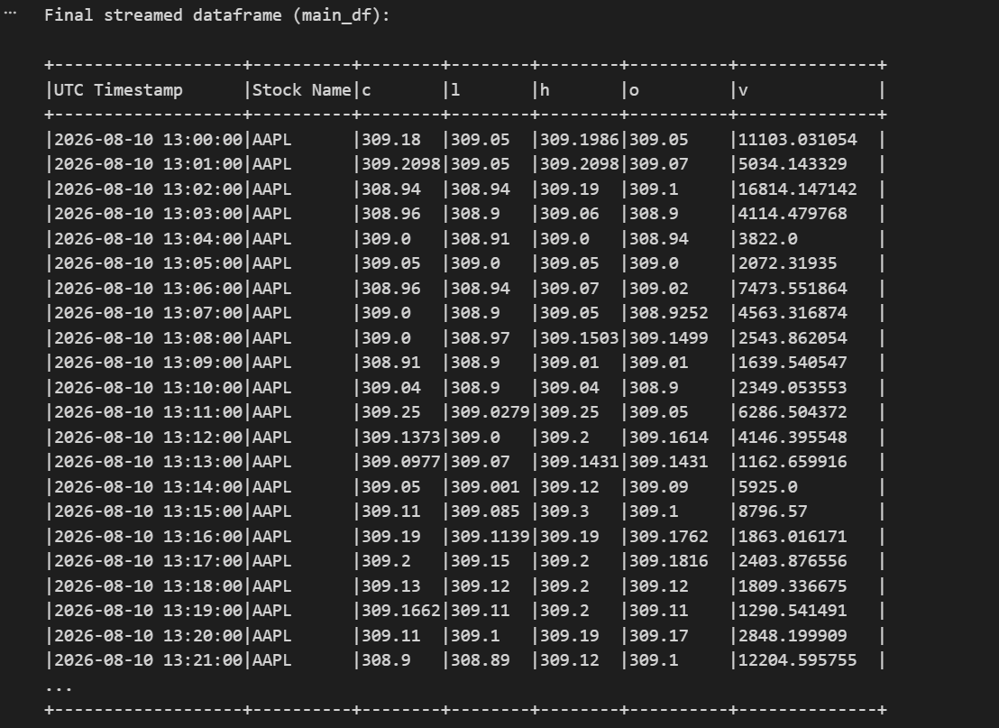 ...
Final streamed dataframe (main_df):
+-------------------+----------+--------+--------+--------+----------+--------------+
|UTC Timestamp      |Stock Name|c       |l       |h       |o         |v             |
+-------------------+----------+--------+--------+--------+----------+--------------+
|2026-08-10 13:00:00|AAPL      |309.18  |309.05  |309.1986|309.05    |11103.031054  |
|2026-08-10 13:01:00|AAPL      |309.2098|309.05  |309.2098|309.07    |5034.143329   |
|2026-08-10 13:02:00|AAPL      |308.94  |308.94  |309.19  |309.1     |16814.147142  |
|2026-08-10 13:03:00|AAPL      |308.96  |308.9   |309.06  |308.9     |4114.479768   |
|2026-08-10 13:04:00|AAPL      |309.0   |308.91  |309.0   |308.94    |3822.0        |
|2026-08-10 13:05:00|AAPL      |309.05  |309.0   |309.05  |309.0     |2072.31935    |
|2026-08-10 13:06:00|AAPL      |308.96  |308.94  |309.07  |309.02    |7473.551864   |
|2026-08-10 13:07:00|AAPL      |309.0   |308.9   |309.05  |308.9252  |4563.316874   |
|2026-08-10 13:08:00|AAPL      |309.0   |308.97  |309.1503|309.1499  |2543.862054   |
|2026-08-10 13:09:00|AAPL      |308.91  |308.9   |309.01  |309.01    |1639.540547   |
|2026-08-10 13:10:00|AAPL      |309.04  |308.9   |309.04  |308.9     |2349.053553   |
|2026-08-10 13:11:00|AAPL      |309.25  |309.0279|309.25  |309.05    |6286.504372   |
|2026-08-10 13:12:00|AAPL      |309.1373|309.0   |309.2   |309.1614  |4146.395548   |
|2026-08-10 13:13:00|AAPL      |309.0977|309.07  |309.1431|309.1431  |1162.659916   |
|2026-08-10 13:14:00|AAPL      |309.05  |309.001 |309.12  |309.09    |5925.0        |
|2026-08-10 13:15:00|AAPL      |309.11  |309.085 |309.3   |309.1     |8796.57       |
|2026-08-10 13:16:00|AAPL      |309.19  |309.1139|309.19  |309.1762  |1863.016171   |
|2026-08-10 13:17:00|AAPL      |309.2   |309.15  |309.2   |309.1816  |2403.876556   |
|2026-08-10 13:18:00|AAPL      |309.13  |309.12  |309.2   |309.12    |1809.336675   |
|2026-08-10 13:19:00|AAPL      |309.1662|309.11  |309.2   |309.11    |1290.541491   |
|2026-08-10 13:20:00|AAPL      |309.11  |309.1   |309.19  |309.17    |2848.199909   |
|2026-08-10 13:21:00|AAPL      |308.9   |308.89  |309.12  |309.1     |12204.595755  |
...
+-------------------+----------+--------+--------+--------+----------+--------------+